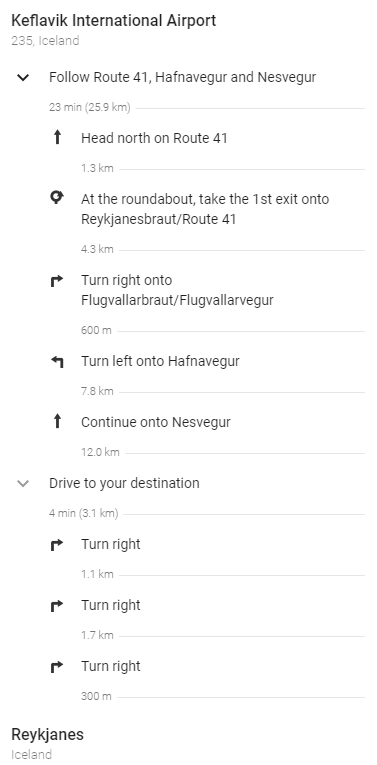 Keflavik International Airport
235, Iceland
Follow Route 41, Hafnavegur and Nesvegur
23 min (25.9 km)
Head north on Route 41
1.3 km
At the roundabout, take the 1st exit onto
Reykjanesbraut/Route 41
4.3 km
Turn right onto
Flugvallarbraut/Flugvallarvegur
600 m
Turn left onto Hafnavegur
7.8 km
Continue onto Nesvegur
12.0 km
Drive to your destination
4 min (3.1 km)
Turn right
1.1 km
Turn right
1.7 km
Turn right
300 m
Reykjanes
Iceland